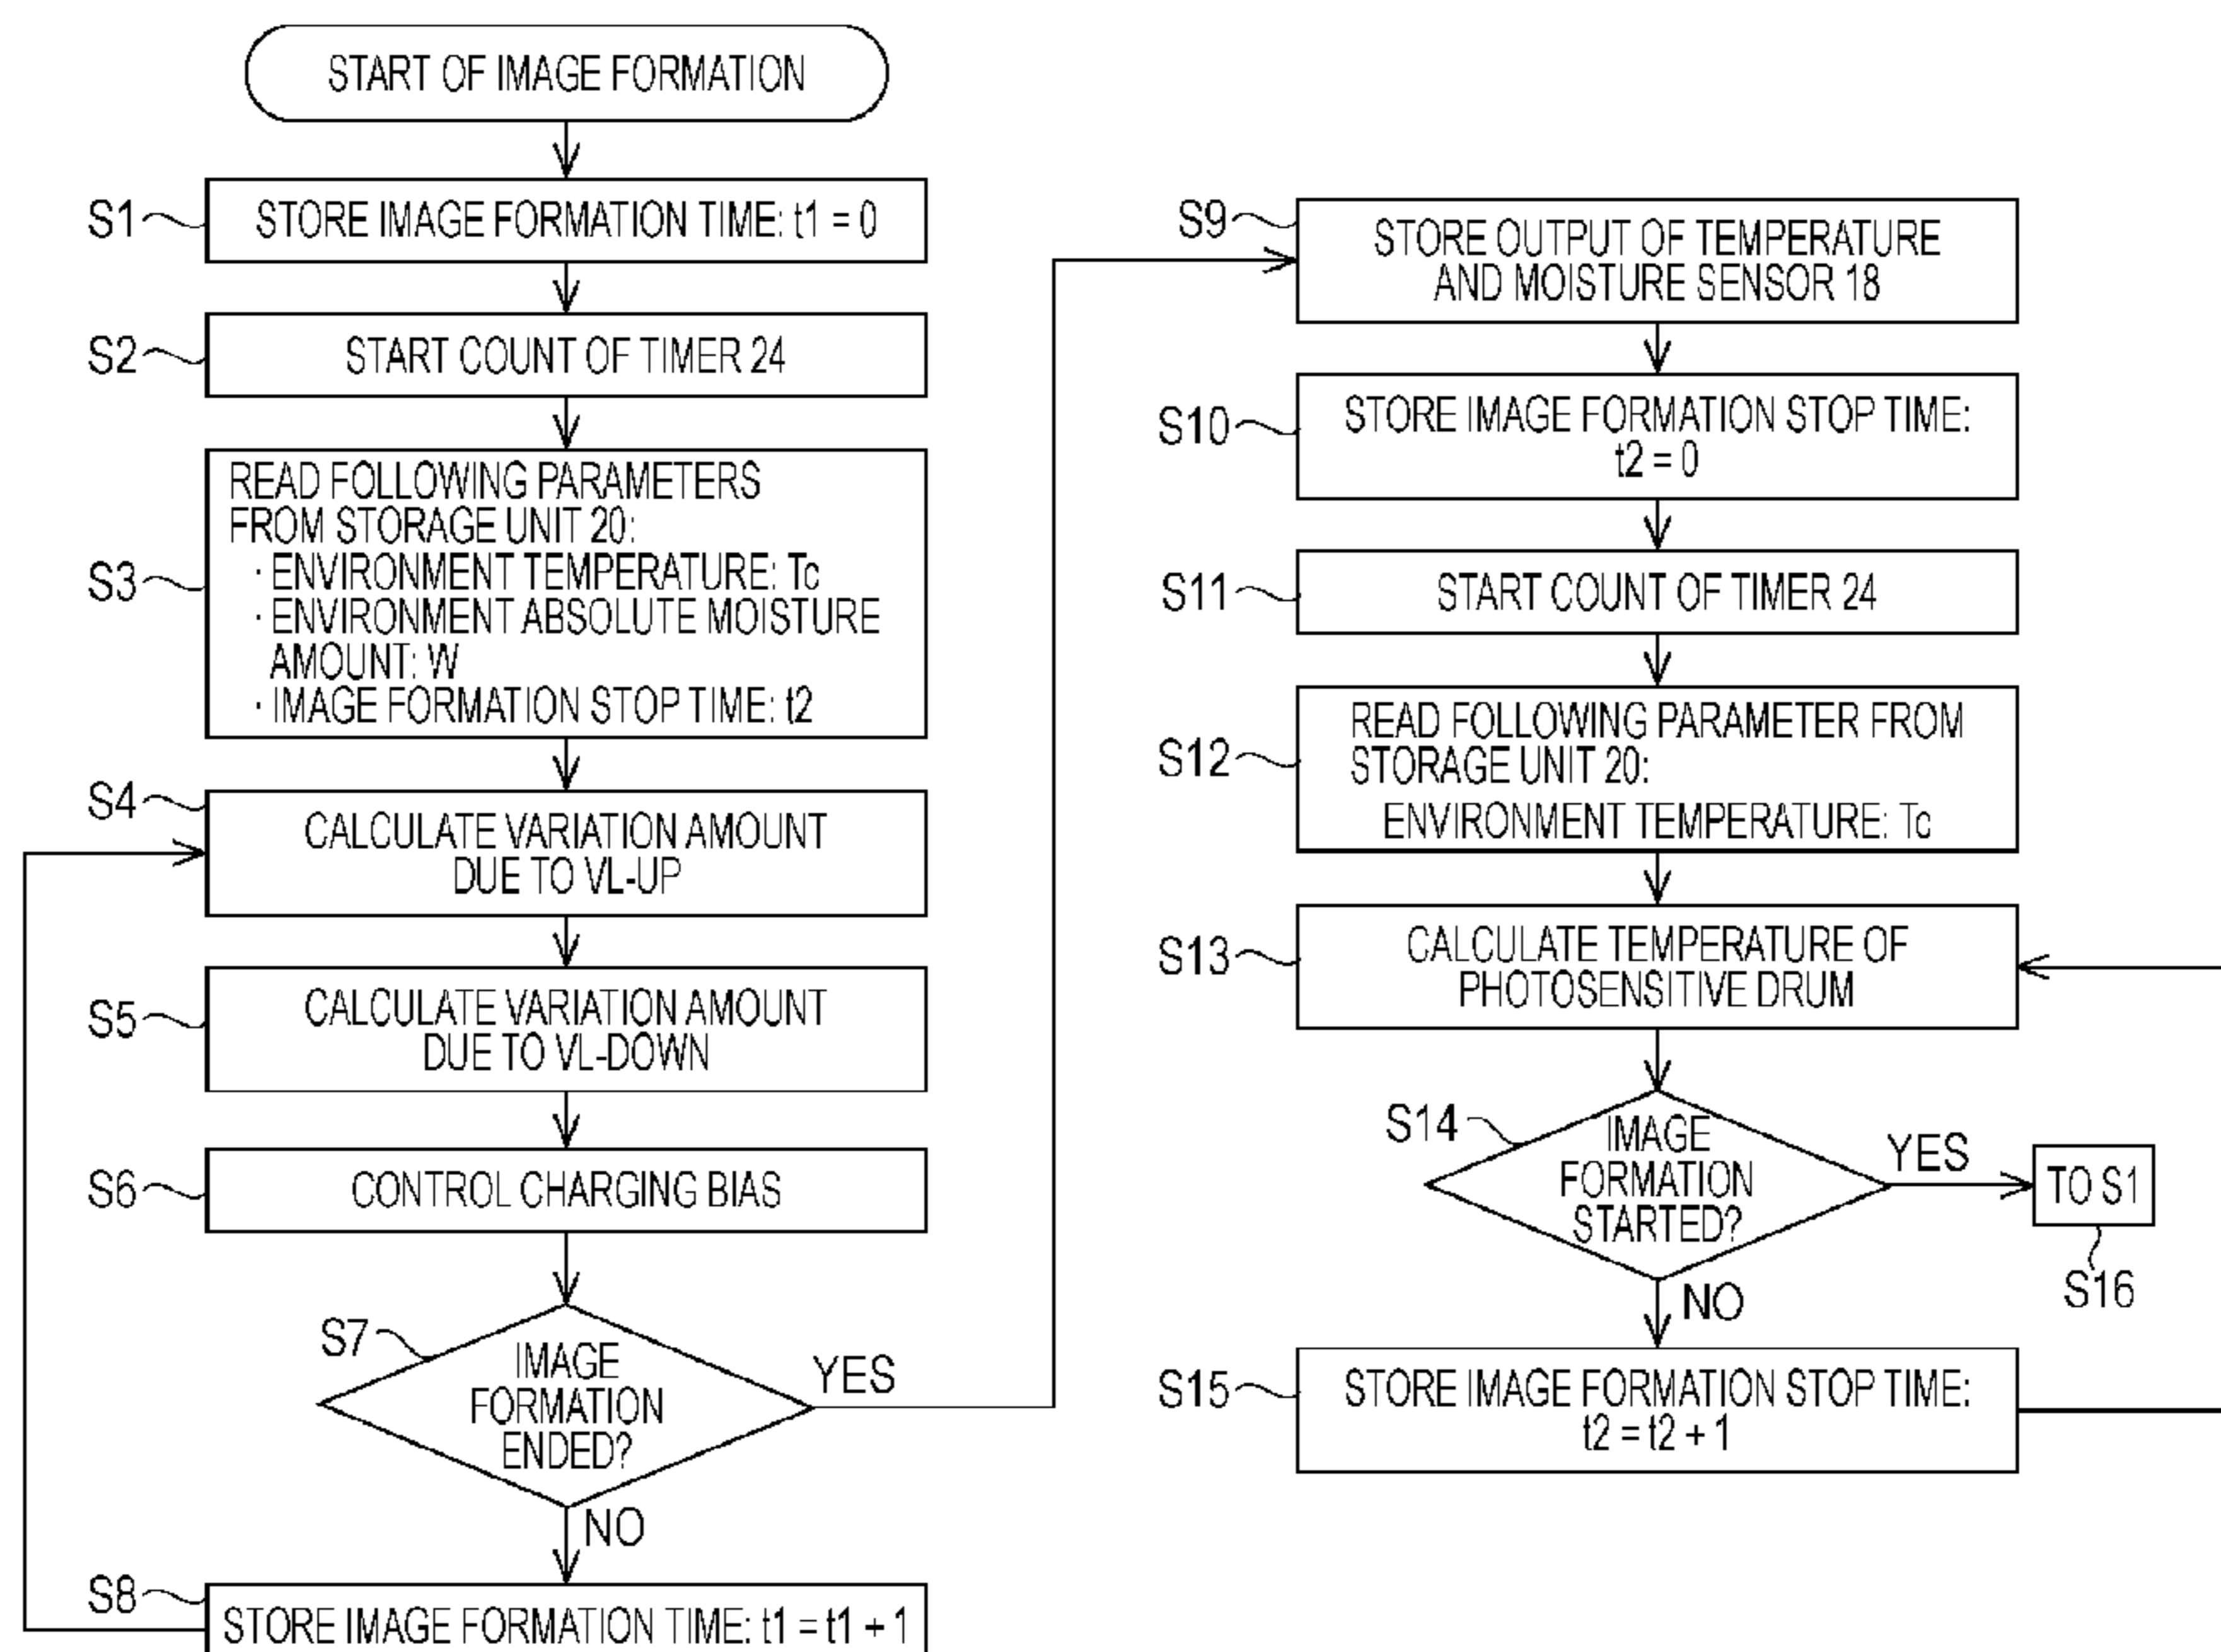 START OF IMAGE FORMATION
S1
STORE IMAGE FORMATION TIME: t1 = 0
S2
START COUNT OF TIMER 24
S3
READ FOLLOWING PARAMETERS
FROM STORAGE UNIT 20:
· ENVIRONMENT TEMPERATURE: Tc
· ENVIRONMENT ABSOLUTE MOISTURE
AMOUNT: W
· IMAGE FORMATION STOP TIME: t2
S4
CALCULATE VARIATION AMOUNT
DUE TO VL-UP
S5
CALCULATE VARIATION AMOUNT
DUE TO VL-DOWN
S6
CONTROL CHARGING BIAS
S7
IMAGE
FORMATION
ENDED?
YES
NO
S8
STORE IMAGE FORMATION TIME: t1 = t1 + 1
S9
STORE OUTPUT OF TEMPERATURE
AND MOISTURE SENSOR 18
S10
STORE IMAGE FORMATION STOP TIME:
t2 = 0
S11
START COUNT OF TIMER 24
S12
READ FOLLOWING PARAMETER FROM
STORAGE UNIT 20:
ENVIRONMENT TEMPERATURE: Tc
S13
CALCULATE TEMPERATURE OF
PHOTOSENSITIVE DRUM
S14
IMAGE
FORMATION
STARTED?
YES
TO S1
S16
NO
S15
STORE IMAGE FORMATION STOP TIME:
t2 = t2 + 1